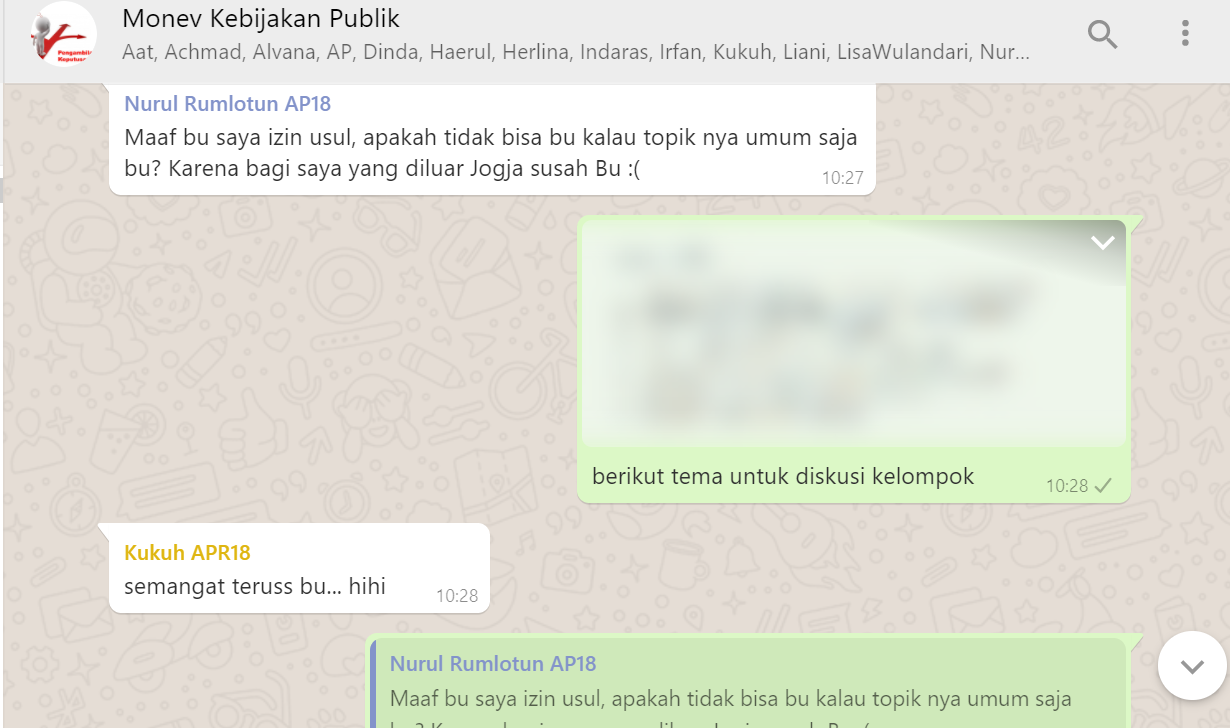 Monev Kebijakan Publik
Aat, Achmad, Alvana, AP, Dinda, Haerul, Herlina, Indaras, Irfan, Kukuh, Liani, LisaWulandari, Nur...
Pengambilan
Keputusan
Nurul Rumlotun AP18
Maaf bu saya izin usul, apakah tidak bisa bu kalau topik nya umum saja
bu? Karena bagi saya yang diluar Jogja susah Bu :(
10:27
berikut tema untuk diskusi kelompok
10:28
Kukuh APR18
semangat teruss bu... hihi
10:28
Nurul Rumlotun AP18
Maaf bu saya izin usul, apakah tidak bisa bu kalau topik nya umum saja